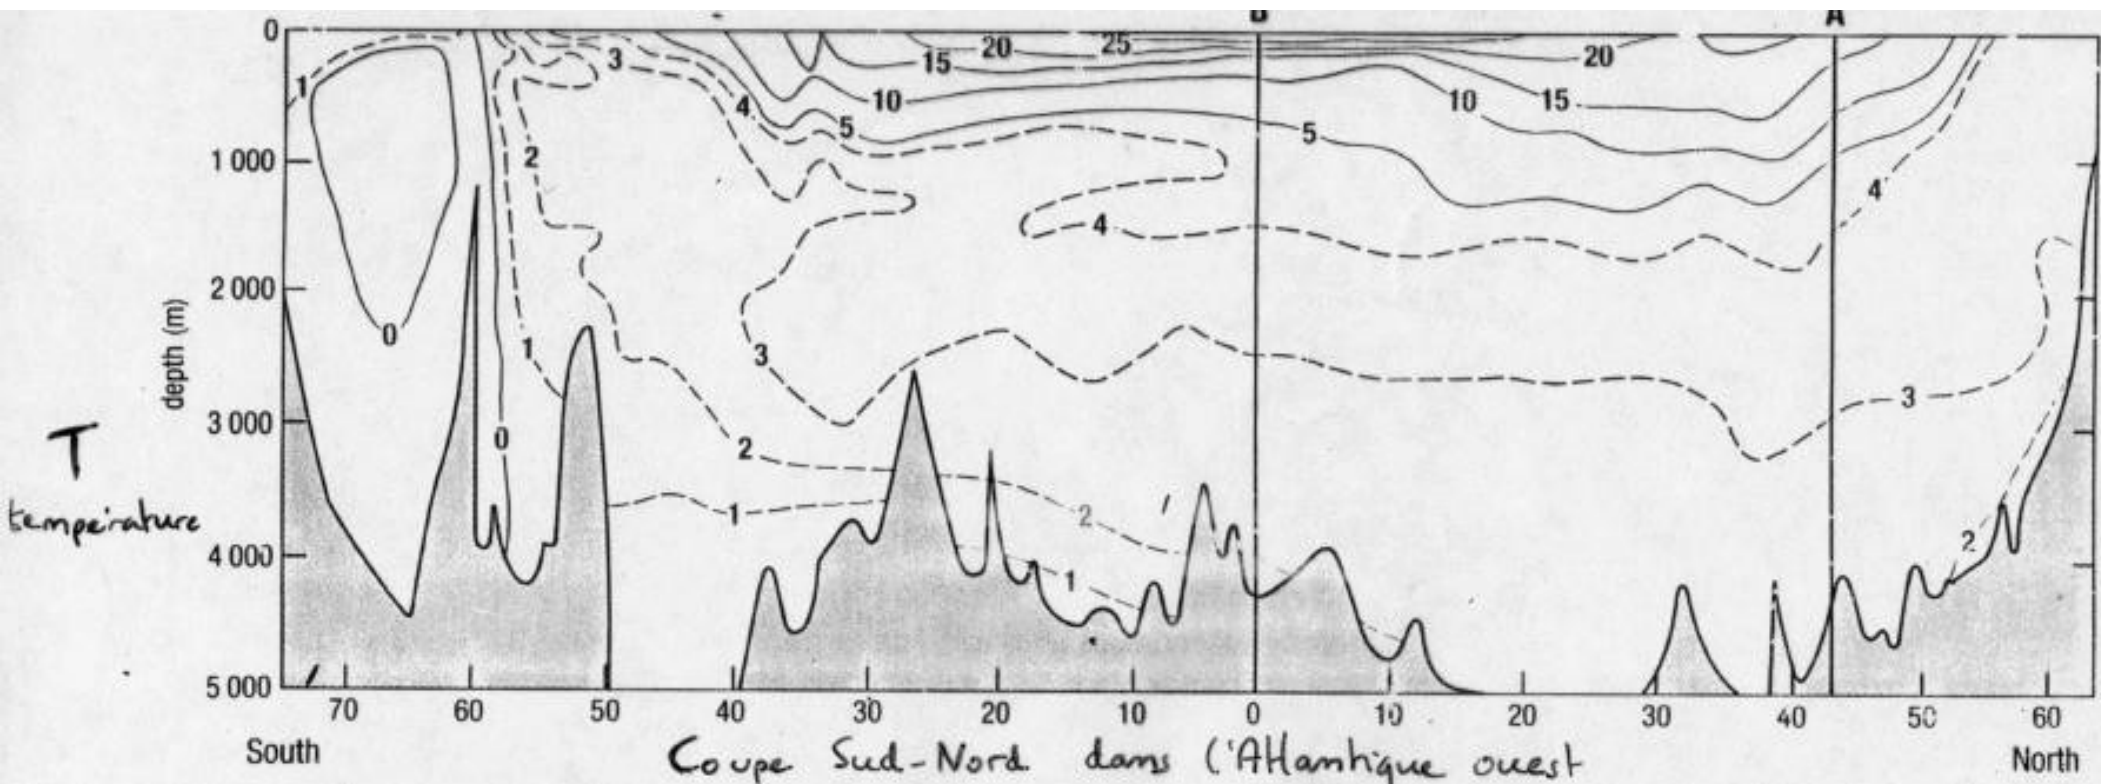 B A
0
3 20 25
15 20
1 4 10 10 15
5 5
1 000
2
4 4
2 000
0
1 3
depth (m)
3
3 000
0 2
T
température
1 2
4 000
1 2
5 000
70 60 50 40 30 20 10 0 10 20 30 40 50 60
South Coupe Sud-Nord dans l'Atlantique ouest North